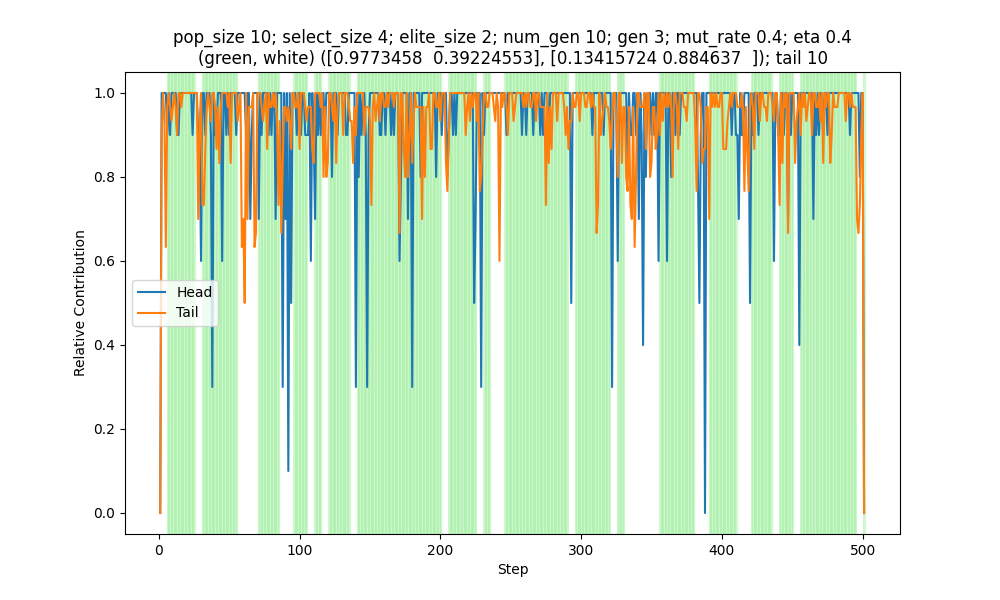 pop_size 10; select_size 4; elite_size 2; num_gen 10; gen 3; mut_rate 0.4; eta 0.4
(green, white) ([0.9773458  0.39224553], [0.13415724 0.884637  ]); tail 10
1.0
0.8
0.6
0.4
0.2
0.0
Relative Contribution
Head
Tail
0 100 200 300 400 500
Step